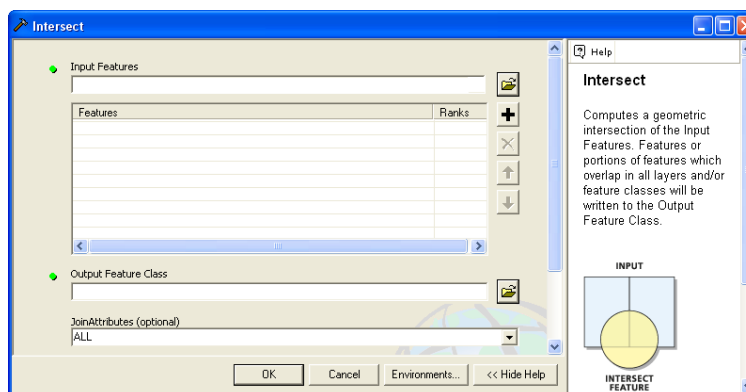 Intersect
Input Features
Features Ranks
Output Feature Class
JoinAttributes (optional)
ALL
OK Cancel Environments... << Hide Help
Help
Intersect
Computes a geometric
intersection of the Input
Features. Features or
portions of features which
overlap in all layers and/or
feature classes will be
written to the Output
Feature Class.
INPUT
INTERSECT
FEATURE